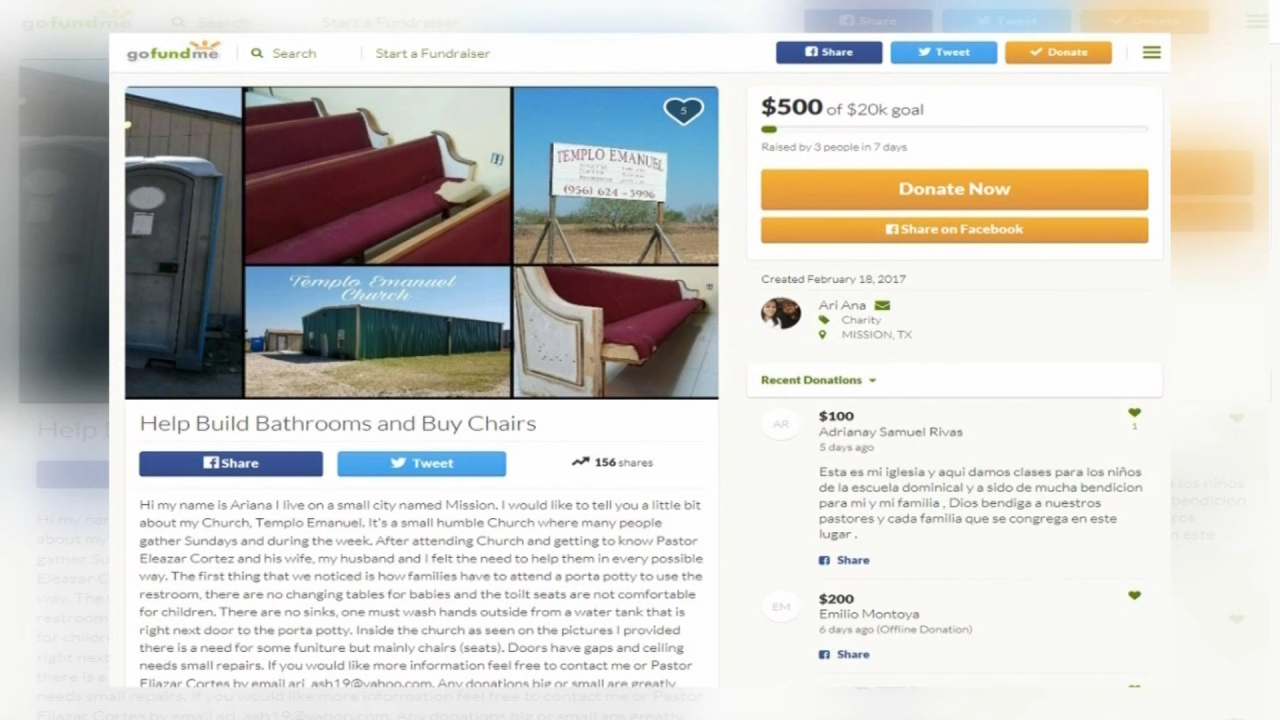 gofundme
Search
Start a Fundraiser
Share
Tweet
Donate
5
TEMPLO EMANUEL
(956) 624-5996
Templo Emanuel
Church
Help Build Bathrooms and Buy Chairs
Share
Tweet
156 shares
Hi my name is Ariana I live on a small city named Mission. I would like to tell you a little bit
about my Church, Templo Emanuel. It's a small humble Church where many people
gather Sundays and during the week. After attending Church and getting to know Pastor
Eleazar Cortez and his wife, my husband and I felt the need to help them in every possible
way. The first thing that we noticed is how families have to attend a porta potty to use the
restroom, there are no changing tables for babies and the toilt seats are not comfortable
for children. There are no sinks, one must wash hands outside from a water tank that is
right next door to the porta potty. Inside the church as seen on the pictures I provided
there is a need for some funiture but mainly chairs (seats). Doors have gaps and ceiling
needs small repairs. If you would like more information feel free to contact me or Pastor
Eliazar Cortes by email ari_ash19@yahoo.com. Any donations big or small are greatly
$500 of $20k goal
Raised by 3 people in 7 days
Donate Now
Share on Facebook
Created February 18, 2017
Ari Ana
Charity
MISSION, TX
Recent Donations
AR
$100
1
Adrianay Samuel Rivas
5 days ago
Esta es mi iglesia y aqui damos clases para los niños
de la escuela dominical y a sido de mucha bendicion
para mi y mi familia , Dios bendiga a nuestros
pastores y cada familia que se congrega en este
lugar .
Share
EM
$200
Emilio Montoya
6 days ago (Offline Donation)
Share